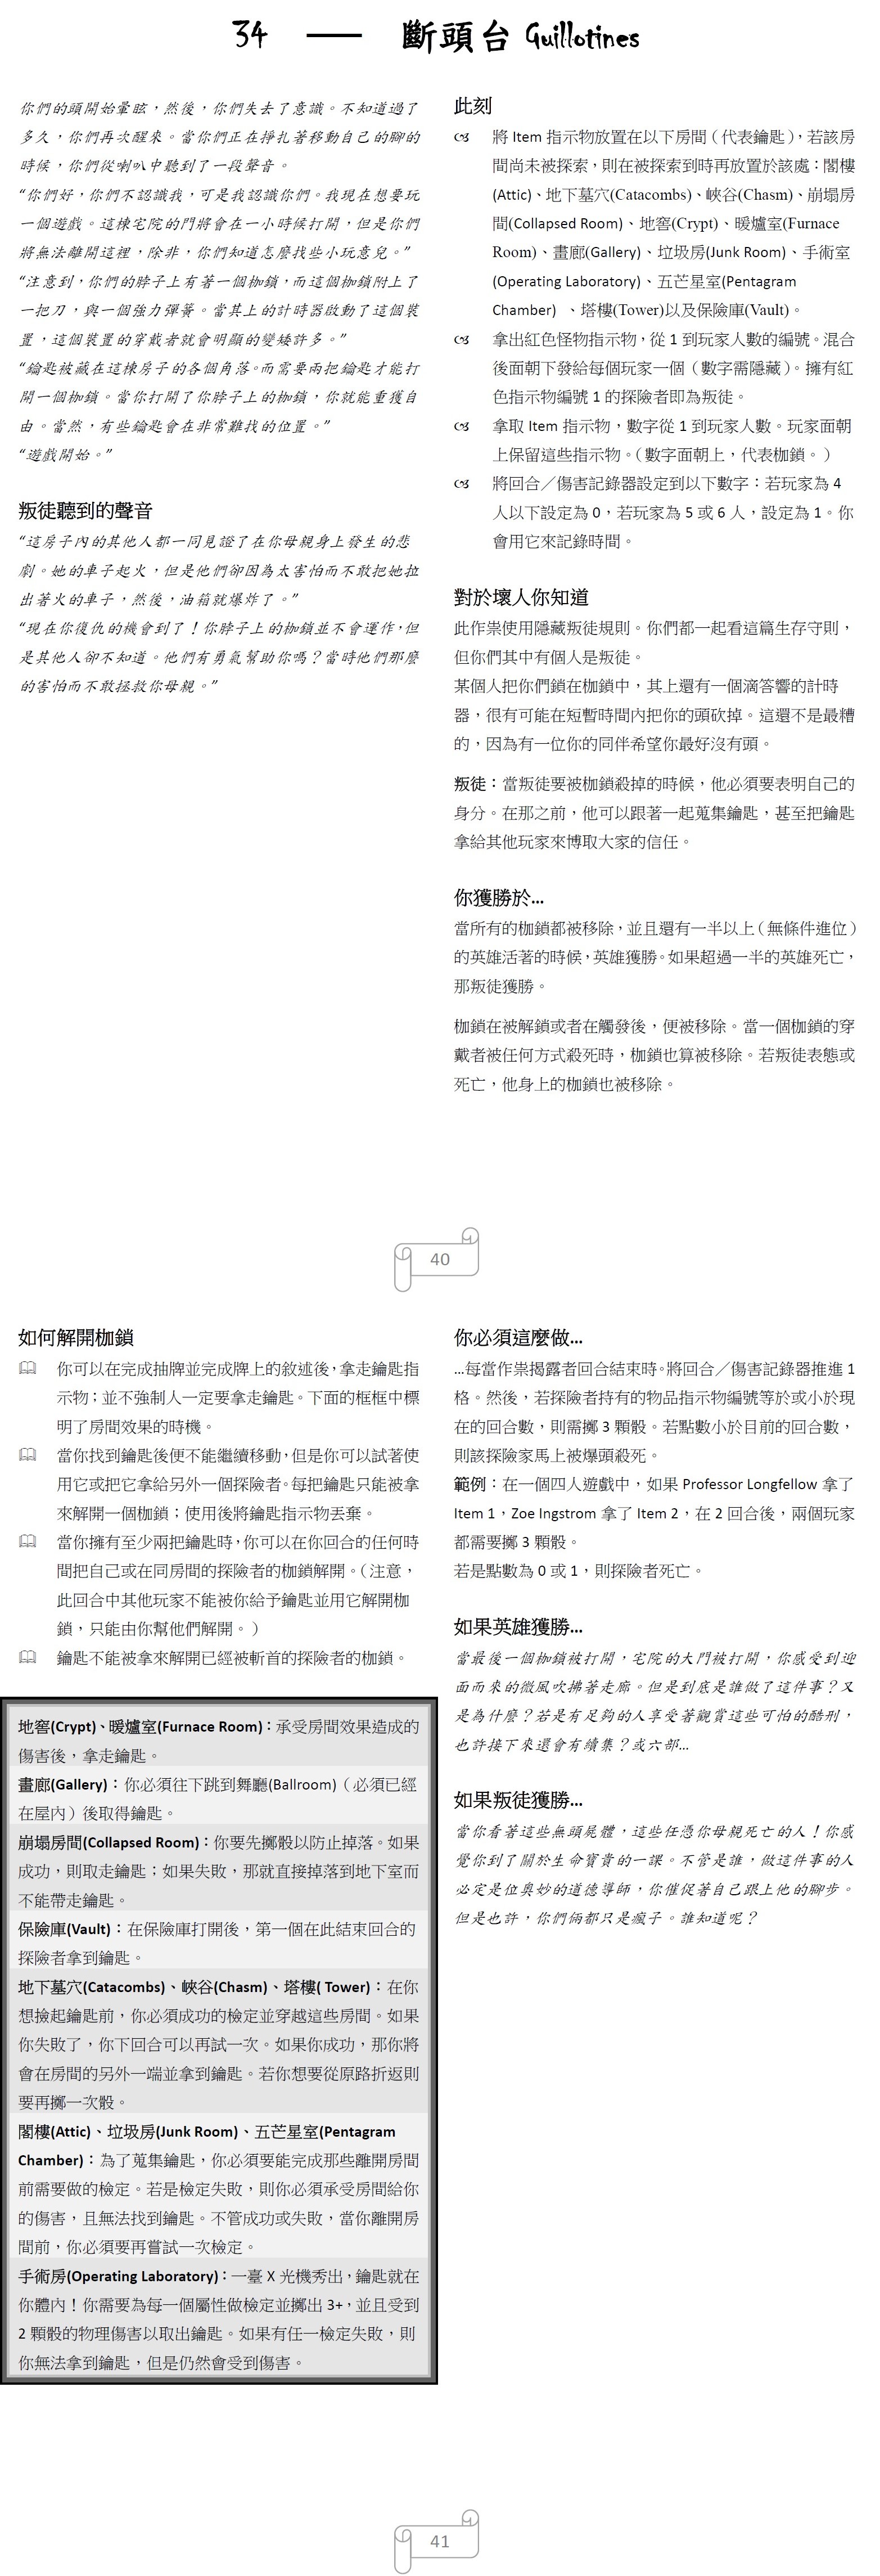 34 — 斷頭台 Guillotines
你們的頭開始暈眩，然後，你們失去了意識。不知道過了
多久，你們再次醒來。當你們正在掙扎著移動自己的腳的
時候，你們從喇叭中聽到了一段聲音。
“你們好，你們不認識我，可是我認識你們。我現在想要玩
一個遊戲。這棟宅院的門將會在一小時候打開，但是你們
將無法離開這裡，除非，你們知道怎麼找些小玩意兒。”
“注意到，你們的脖子上有著一個枷鎖，而這個枷鎖附上了
一把刀，與一個強力彈簧。當其上的計時器啟動了這個裝
置，這個裝置的穿戴者就會明顯的變矮許多。”
“鑰匙被藏在這棟房子的各個角落。而需要兩把鑰匙才能打
開一個枷鎖。當你打開了你脖子上的枷鎖，你就能重獲自
由。當然，有些鑰匙會在非常難找的位置。”
“遊戲開始。”
叛徒聽到的聲音
“這房子內的其他人都一同見證了在你母親身上發生的悲
劇。她的車子起火，但是他們卻因為太害怕而不敢把她拉
出著火的車子，然後，油箱就爆炸了。”
“現在你復仇的機會到了！你脖子上的枷鎖並不會運作，但
是其他人卻不知道。他們有勇氣幫助你嗎？當時他們那麼
的害怕而不敢拯救你母親。”
此刻
將 Item 指示物放置在以下房間（代表鑰匙），若該房
間尚未被探索，則在被探索到時再放置於該處：閣樓
(Attic)、地下墓穴(Catacombs)、峽谷(Chasm)、崩塌房
間(Collapsed Room)、地窖(Crypt)、暖爐室(Furnace
Room)、畫廊(Gallery)、垃圾房(Junk Room)、手術室
(Operating Laboratory)、五芒星室(Pentagram
Chamber) 、塔樓(Tower)以及保險庫(Vault)。
拿出紅色怪物指示物，從 1 到玩家人數的編號。混合
後面朝下發給每個玩家一個（數字需隱藏）。擁有紅
色指示物編號 1 的探險者即為叛徒。
拿取 Item 指示物，數字從 1 到玩家人數。玩家面朝
上保留這些指示物。（數字面朝上，代表枷鎖。）
將回合／傷害記錄器設定到以下數字：若玩家為 4
人以下設定為 0，若玩家為 5 或 6 人，設定為 1。你
會用它來記錄時間。
對於壞人你知道
此作祟使用隱藏叛徒規則。你們都一起看這篇生存守則，
但你們其中有個人是叛徒。
某個人把你們鎖在枷鎖中，其上還有一個滴答響的計時
器，很有可能在短暫時間內把你的頭砍掉。這還不是最糟
的，因為有一位你的同伴希望你最好沒有頭。
叛徒：當叛徒要被枷鎖殺掉的時候，他必須要表明自己的
身分。在那之前，他可以跟著一起蒐集鑰匙，甚至把鑰匙
拿給其他玩家來博取大家的信任。
你獲勝於...
當所有的枷鎖都被移除，並且還有一半以上（無條件進位）
的英雄活著的時候，英雄獲勝。如果超過一半的英雄死亡，
那叛徒獲勝。
枷鎖在被解鎖或者在觸發後，便被移除。當一個枷鎖的穿
戴者被任何方式殺死時，枷鎖也算被移除。若叛徒表態或
死亡，他身上的枷鎖也被移除。
40
如何解開枷鎖
你可以在完成抽牌並完成牌上的敘述後，拿走鑰匙指
示物；並不強制人一定要拿走鑰匙。下面的框框中標
明了房間效果的時機。
當你找到鑰匙後便不能繼續移動，但是你可以試著使
用它或把它拿給另外一個探險者。每把鑰匙只能被拿
來解開一個枷鎖；使用後將鑰匙指示物丟棄。
當你擁有至少兩把鑰匙時，你可以在你回合的任何時
間把自己或在同房間的探險者的枷鎖解開。（注意，
此回合中其他玩家不能被你給予鑰匙並用它解開枷
鎖，只能由你幫他們解開。）
鑰匙不能被拿來解開已經被斬首的探險者的枷鎖。
地窖(Crypt)、暖爐室(Furnace Room)：承受房間效果造成的
傷害後，拿走鑰匙。
畫廊(Gallery)：你必須往下跳到舞廳(Ballroom)（必須已經
在屋內）後取得鑰匙。
崩塌房間(Collapsed Room)：你要先擲骰以防止掉落。如果
成功，則取走鑰匙；如果失敗，那就直接掉落到地下室而
不能帶走鑰匙。
保險庫(Vault)：在保險庫打開後，第一個在此結束回合的
探險者拿到鑰匙。
地下墓穴(Catacombs)、峽谷(Chasm)、塔樓( Tower)：在你
想撿起鑰匙前，你必須成功的檢定並穿越這些房間。如果
你失敗了，你下回合可以再試一次。如果你成功，那你將
會在房間的另外一端並拿到鑰匙。若你想要從原路折返則
要再擲一次骰。
閣樓(Attic)、垃圾房(Junk Room)、五芒星室(Pentagram
Chamber)：為了蒐集鑰匙，你必須要能完成那些離開房間
前需要做的檢定。若是檢定失敗，則你必須承受房間給你
的傷害，且無法找到鑰匙。不管成功或失敗，當你離開房
間前，你必須要再嘗試一次檢定。
手術房(Operating Laboratory)：一臺 X 光機秀出，鑰匙就在
你體內！你需要為每一個屬性做檢定並擲出 3+，並且受到
2 顆骰的物理傷害以取出鑰匙。如果有任一檢定失敗，則
你無法拿到鑰匙，但是仍然會受到傷害。
你必須這麼做...
...每當作祟揭露者回合結束時。將回合／傷害記錄器推進 1
格。然後，若探險者持有的物品指示物編號等於或小於現
在的回合數，則需擲 3 顆骰。若點數小於目前的回合數，
則該探險家馬上被爆頭殺死。
範例：在一個四人遊戲中，如果 Professor Longfellow 拿了
Item 1，Zoe Ingstrom 拿了 Item 2，在 2 回合後，兩個玩家
都需要擲 3 顆骰。
若是點數為 0 或 1，則探險者死亡。
如果英雄獲勝...
當最後一個枷鎖被打開，宅院的大門被打開，你感受到迎
面而來的微風吹拂著走廊。但是到底是誰做了這件事？又
是為什麼？若是有足夠的人享受著觀賞這些可怕的酷刑，
也許接下來還會有續集？或六部...
如果叛徒獲勝...
當你看著這些無頭屍體，這些任憑你母親死亡的人！你感
覺你到了關於生命寶貴的一課。不管是誰，做這件事的人
必定是位奧妙的道德導師，你催促著自己跟上他的腳步。
但是也許，你們倆都只是瘋子。誰知道呢？
41